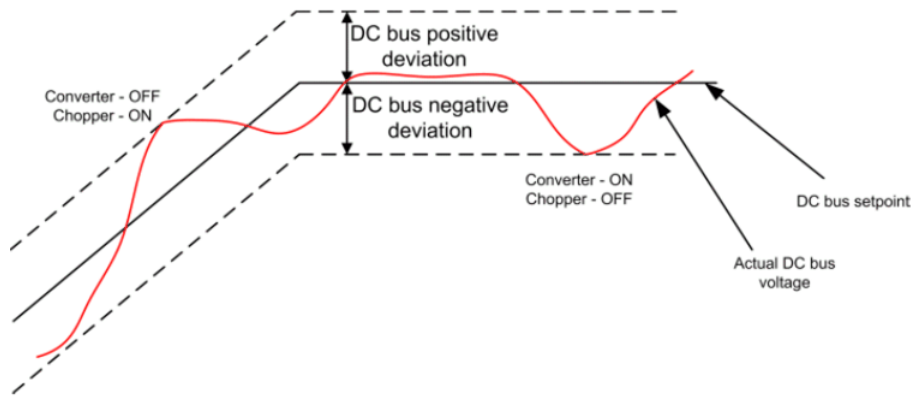 DC bus positive
deviation
Converter - OFF
Chopper - ON
DC bus negative
deviation
Converter - ON
Chopper - OFF
DC bus setpoint
Actual DC bus
voltage